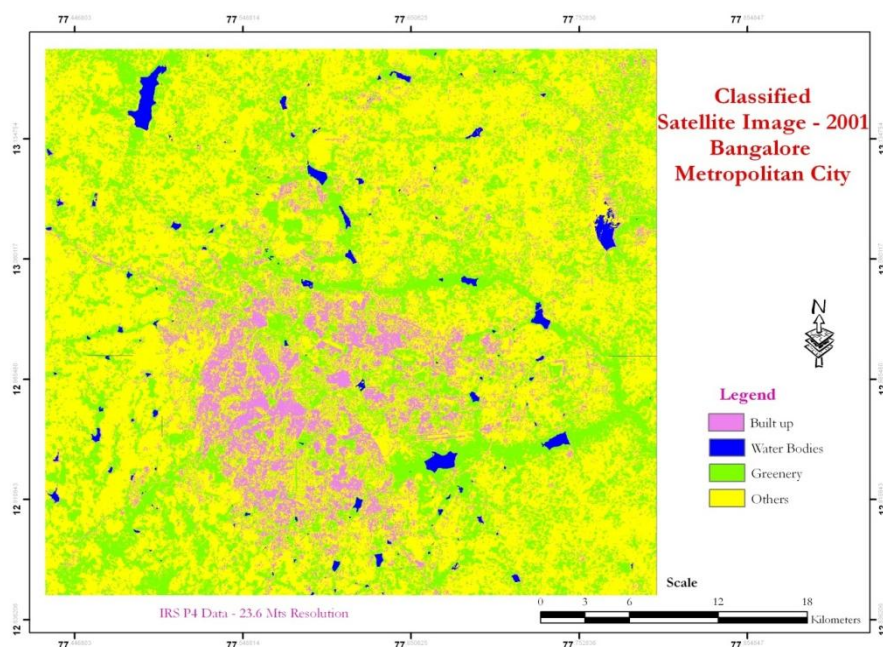 77 77 77 77 77
Classified
Satellite Image - 2001
Bangalore
Metropolitan City
N
Legend
Built up
Water Bodies
Greenery
Others
Scale
0 3 6 12 18
Kilometers
IRS P4 Data - 23.6 Mts Resolution
13
13
12
12
12
13
13
12
12
12
77 77 77 77 77